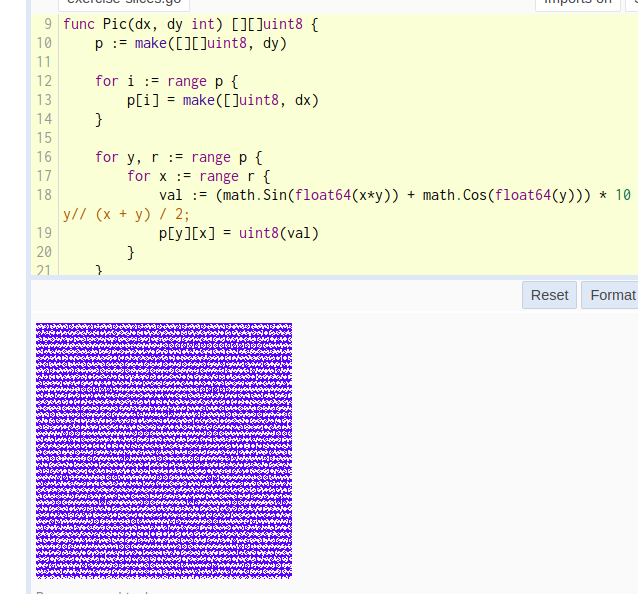 exercise-slices.go
Imports on
9 func Pic(dx, dy int) [][]uint8 {
10 p := make([][]uint8, dy)
11
12 for i := range p {
13 p[i] = make([]uint8, dx)
14 }
15
16 for y, r := range p {
17 for x := range r {
18 val := (math.Sin(float64(x*y)) + math.Cos(float64(y))) * 10
y// (x + y) / 2;
19 p[y][x] = uint8(val)
20 }
21 }
Reset Format